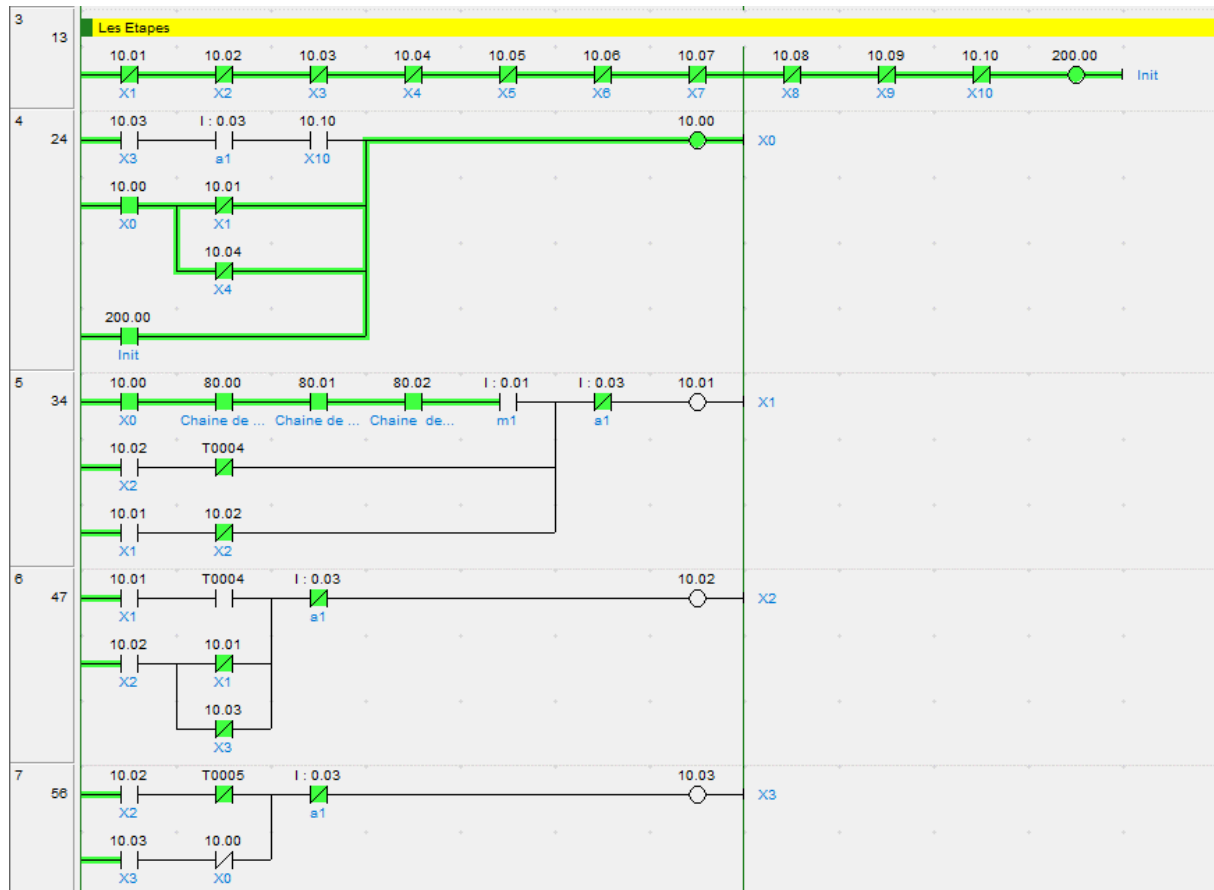 3
13
Les Etapes
10.01 10.02 10.03 10.04 10.05 10.06 10.07 10.08 10.09 10.10 200.00
Init
X1 X2 X3 X4 X5 X6 X7 X8 X9 X10
4
24
10.03 I : 0.03 10.10 10.00
X0
X3 a1 X10
10.00 10.01
X0 X1
10.04
X4
200.00
Init
5
34
10.00 80.00 80.01 80.02 I : 0.01 I : 0.03 10.01
X1
X0 Chaine de ... Chaine de ... Chaine de... m1 a1
10.02 T0004
X2
10.01 10.02
X1 X2
6
47
10.01 T0004 I : 0.03 10.02
X2
X1 a1
10.02 10.01
X2 X1
10.03
X3
7
56
10.02 T0005 I : 0.03 10.03
X3
X2 a1
10.03 10.00
X3 X0